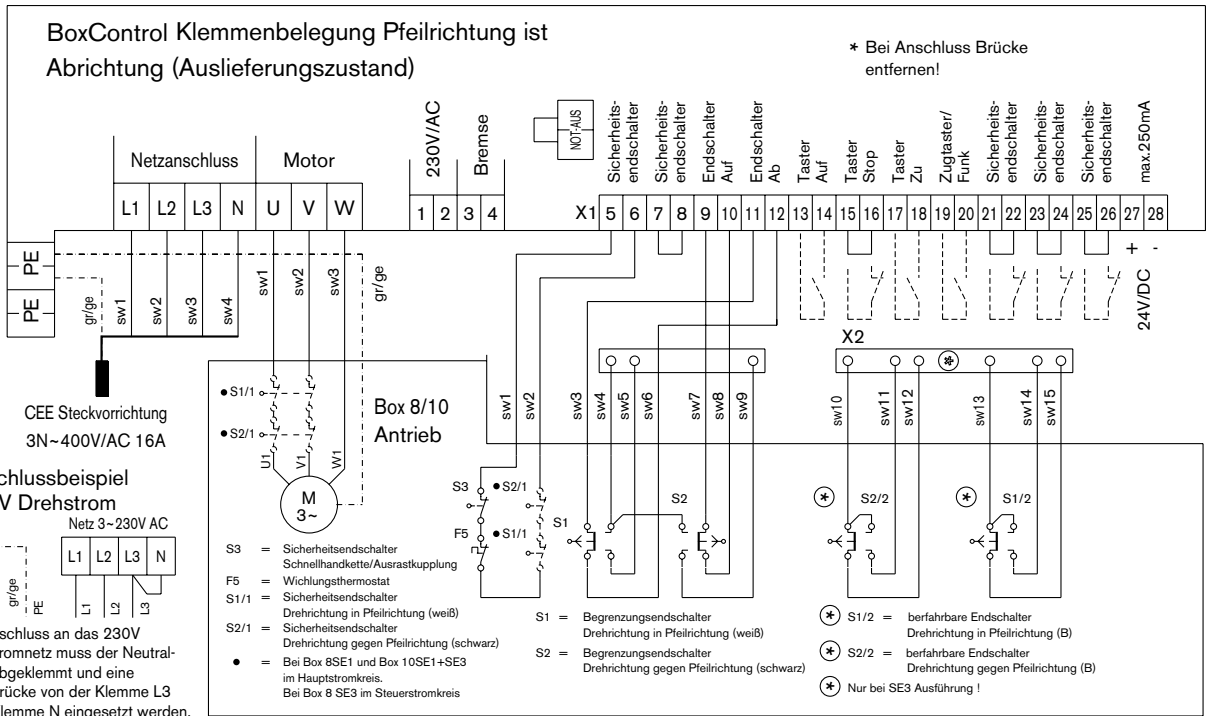 BoxControl Klemmenbelegung Pfeilrichtung ist
Abrichtung (Auslieferungszustand)
* Bei Anschluss Brücke
entfernen!
Netzanschluss
Motor
230V/AC
Bremse
NOT-AUS
Sicherheits-
endschalter
Sicherheits-
endschalter
Endschalter
Auf
Endschalter
Ab
Taster
Auf
Taster
Stop
Taster
Zu
Zugtaster/
Funk
Sicherheits-
endschalter
Sicherheits-
endschalter
Sicherheits-
endschalter
max.250mA
L1 L2 L3 N U V W
1 2 3 4
X1 5 6 7 8 9 10 11 12 13 14 15 16 17 18 19 20 21 22 23 24 25 26 27 28
+ -
24V/DC
PE
PE
gr/ge
sw1
sw2
sw3
sw4
sw1
sw2
sw3
gr/ge
CEE Steckvorrichtung
3N~400V/AC 16A
S1/1
S2/1
U1
V1
W1
M
3~
Box 8/10
Antrieb
X2
sw1
sw2
sw3
sw4
sw5
sw6
sw7
sw8
sw9
sw10
sw11
sw12
sw13
sw14
sw15
S3
S2/1
F5
S1/1
S1
S2
* S2/2
* S1/2
chlussbeispiel
V Drehstrom
Netz 3~230V AC
L1 L2 L3 N
gr/ge
PE
L1
L2
L3
schluss an das 230V
romnetz muss der Neutral-
bgeklemmt und eine
rücke von der Klemme L3
lemme N eingesetzt werden.
S3 = Sicherheitsendschalter
Schnellhandkette/Ausrastkupplung
F5 = Wichlungsthermostat
S1/1 = Sicherheitsendschalter
Drehrichtung in Pfeilrichtung (weiß)
S2/1 = Sicherheitsendschalter
Drehrichtung gegen Pfeilrichtung (schwarz)
• = Bei Box 8SE1 und Box 10SE1+SE3
im Hauptstromkreis.
Bei Box 8 SE3 im Steuerstromkreis
S1 = Begrenzungsendschalter
Drehrichtung in Pfeilrichtung (weiß)
S2 = Begrenzungsendschalter
Drehrichtung gegen Pfeilrichtung (schwarz)
* S1/2 = berfahrbare Endschalter
Drehrichtung in Pfeilrichtung (B)
* S2/2 = berfahrbare Endschalter
Drehrichtung gegen Pfeilrichtung (B)
* Nur bei SE3 Ausführung !